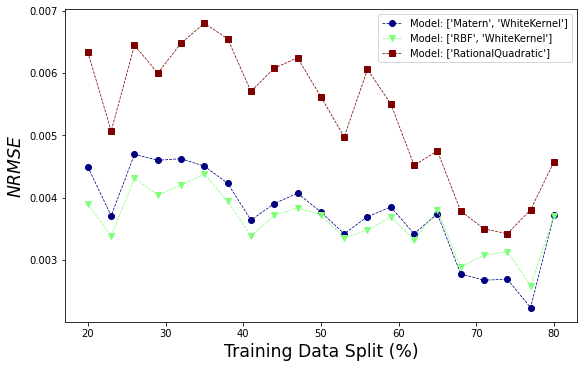 0.007
0.006
0.005
0.004
0.003
NRMSE
Model: ['Matern', 'WhiteKernel']
Model: ['RBF', 'WhiteKernel']
Model: ['RationalQuadratic']
20 30 40 50 60 70 80
Training Data Split (%)